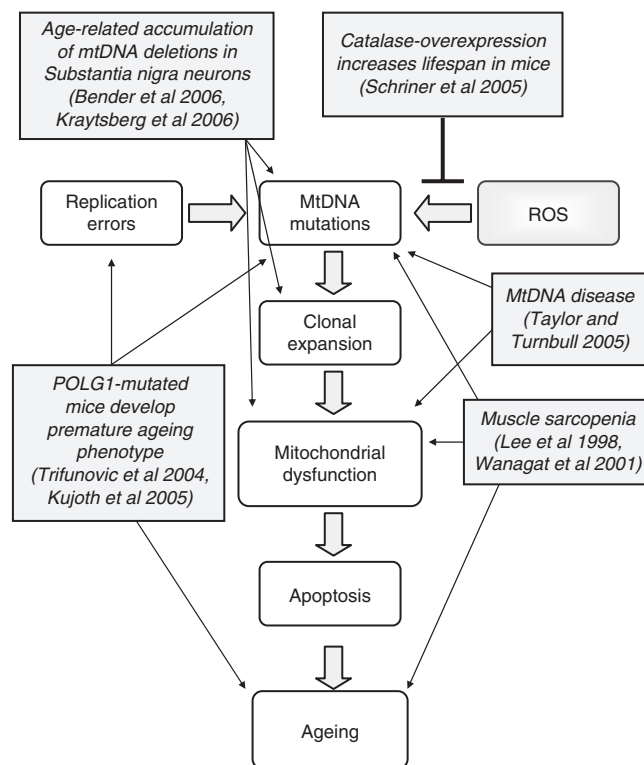 Age-related accumulation
of mtDNA deletions in
Substantia nigra neurons
(Bender et al 2006,
Kraytsberg et al 2006)
Catalase-overexpression
increases lifespan in mice
(Schriner et al 2005)
Replication
errors
MtDNA
mutations
ROS
Clonal
expansion
MtDNA disease
(Taylor and
Turnbull 2005)
POLG1-mutated
mice develop
premature ageing
phenotype
(Trifunovic et al 2004,
Kujoth et al 2005)
Mitochondrial
dysfunction
Muscle sarcopenia
(Lee et al 1998,
Wanagat et al 2001)
Apoptosis
Ageing